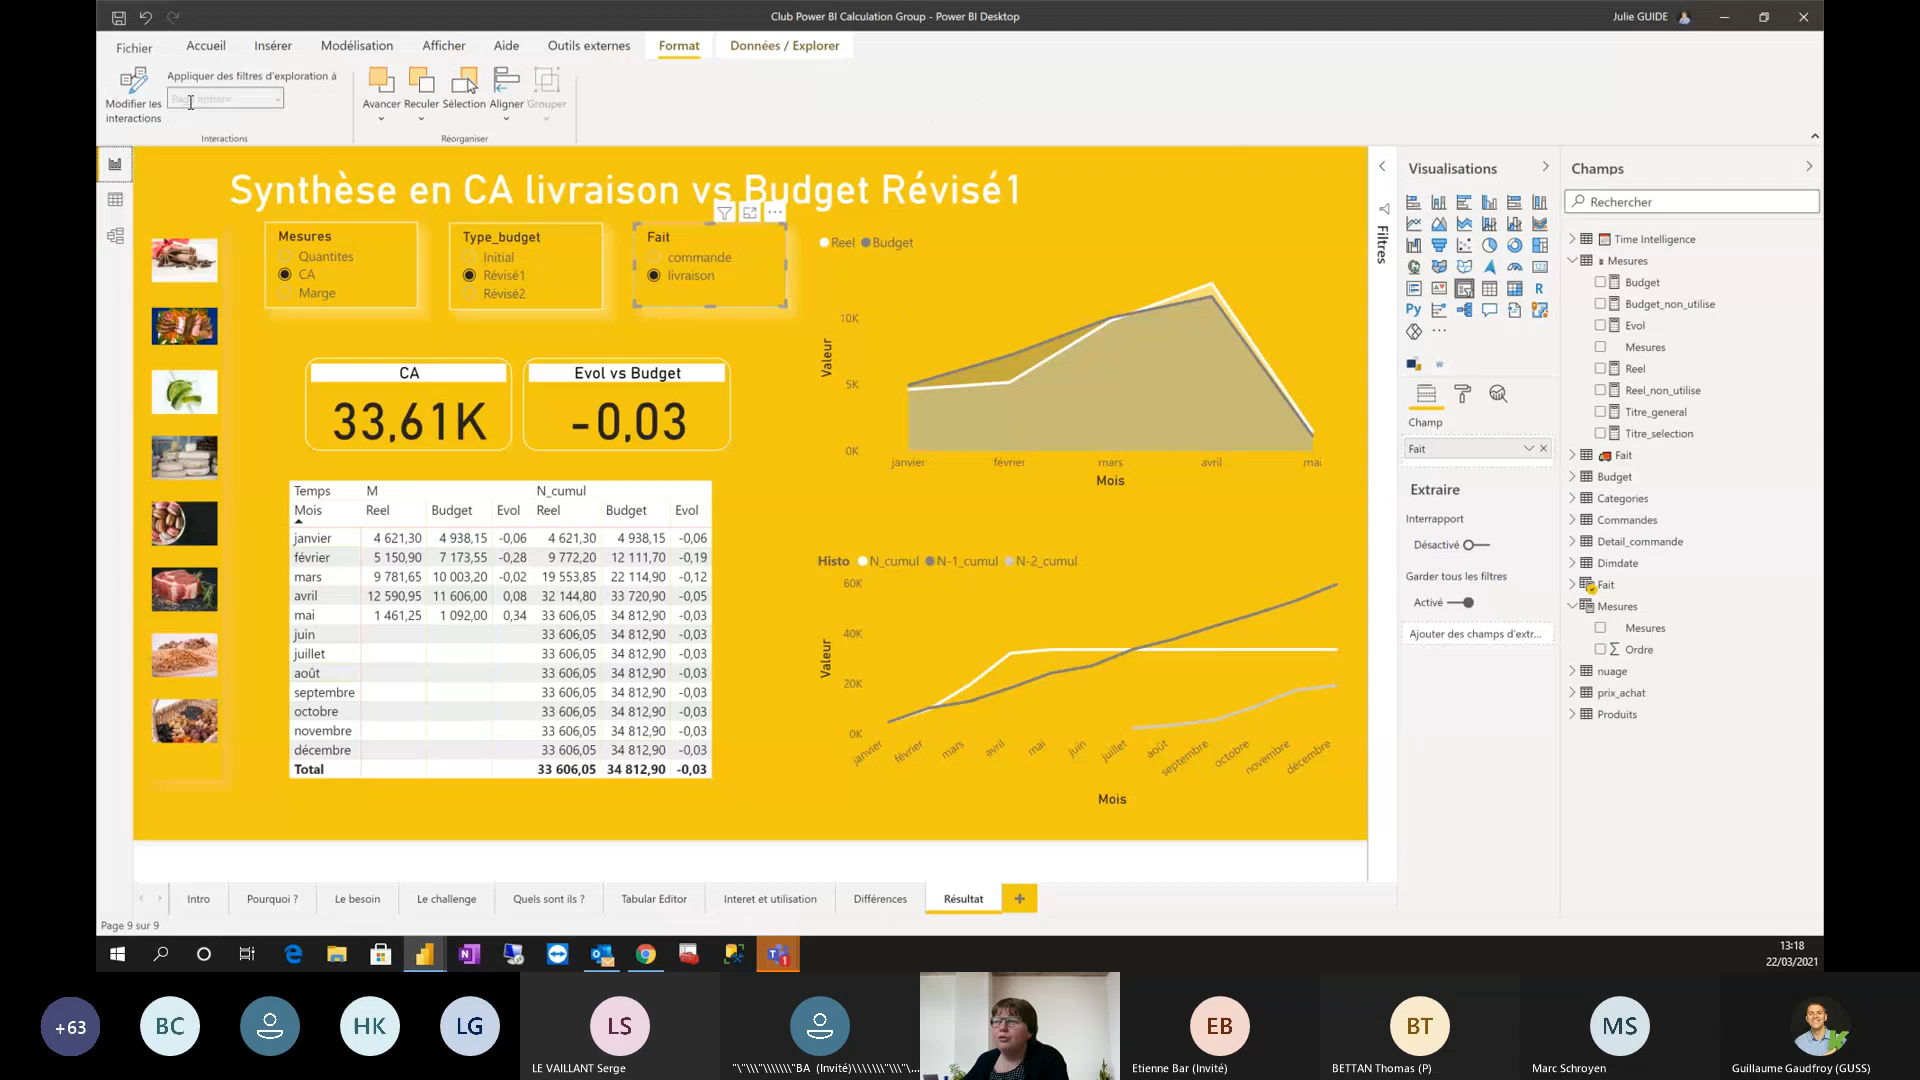 Club Power BI Calculation Group - Power BI Desktop
Julie GUIDE
Fichier
Accueil
Insérer
Modélisation
Afficher
Aide
Outils externes
Format
Données / Explorer
Modifier les interactions
Appliquer des filtres d'exploration à
Page entière
Interactions
Avancer
Reculer
Sélection
Aligner
Grouper
Réorganiser
Synthèse en CA livraison vs Budget Révisé1
Mesures
Quantites
CA
Marge
Type_budget
Initial
Révisé1
Révisé2
Fait
commande
livraison
CA
33,61K
Evol vs Budget
-0,03
Temps M N_cumul
Mois Reel Budget Evol Reel Budget Evol
janvier 4 621,30 4 938,15 -0,06 4 621,30 4 938,15 -0,06
février 5 150,90 7 173,55 -0,28 9 772,20 12 111,70 -0,19
mars 9 781,65 10 003,20 -0,02 19 553,85 22 114,90 -0,12
avril 12 590,95 11 606,00 0,08 32 144,80 33 720,90 -0,05
mai 1 461,25 1 092,00 0,34 33 606,05 34 812,90 -0,03
juin 33 606,05 34 812,90 -0,03
juillet 33 606,05 34 812,90 -0,03
août 33 606,05 34 812,90 -0,03
septembre 33 606,05 34 812,90 -0,03
octobre 33 606,05 34 812,90 -0,03
novembre 33 606,05 34 812,90 -0,03
décembre 33 606,05 34 812,90 -0,03
Total 33 606,05 34 812,90 -0,03
Reel Budget
10K
5K
0K
Valeur
janvier février mars avril mai
Mois
Histo N_cumul N-1_cumul N-2_cumul
60K
40K
20K
0K
Valeur
janvier février mars avril mai juin juillet août septembre octobre novembre décembre
Mois
Filtres
Visualisations
R
Py
Champ
Fait
Extraire
Interrapport
Désactivé
Garder tous les filtres
Activé
Ajouter des champs d'extr...
Champs
Rechercher
Time Intelligence
Mesures
Budget
Budget_non_utilise
Evol
Mesures
Reel
Reel_non_utilise
Titre_general
Titre_selection
Fait
Budget
Categories
Commandes
Detail_commande
Dimdate
Fait
Mesures
Mesures
Ordre
nuage
prix_achat
Produits
Intro
Pourquoi ?
Le besoin
Le challenge
Quels sont ils ?
Tabular Editor
Interet et utilisation
Différences
Résultat
Page 9 sur 9
13:18
22/03/2021
+63
BC
HK
LG
LS
LE VAILLANT Serge
"\"\\\"\\\\\\\"BA (Invité)\\\\\\\"\\\"\...
EB
Etienne Bar (Invité)
BT
BETTAN Thomas (P)
MS
Marc Schroyen
Guillaume Gaudfroy (GUSS)